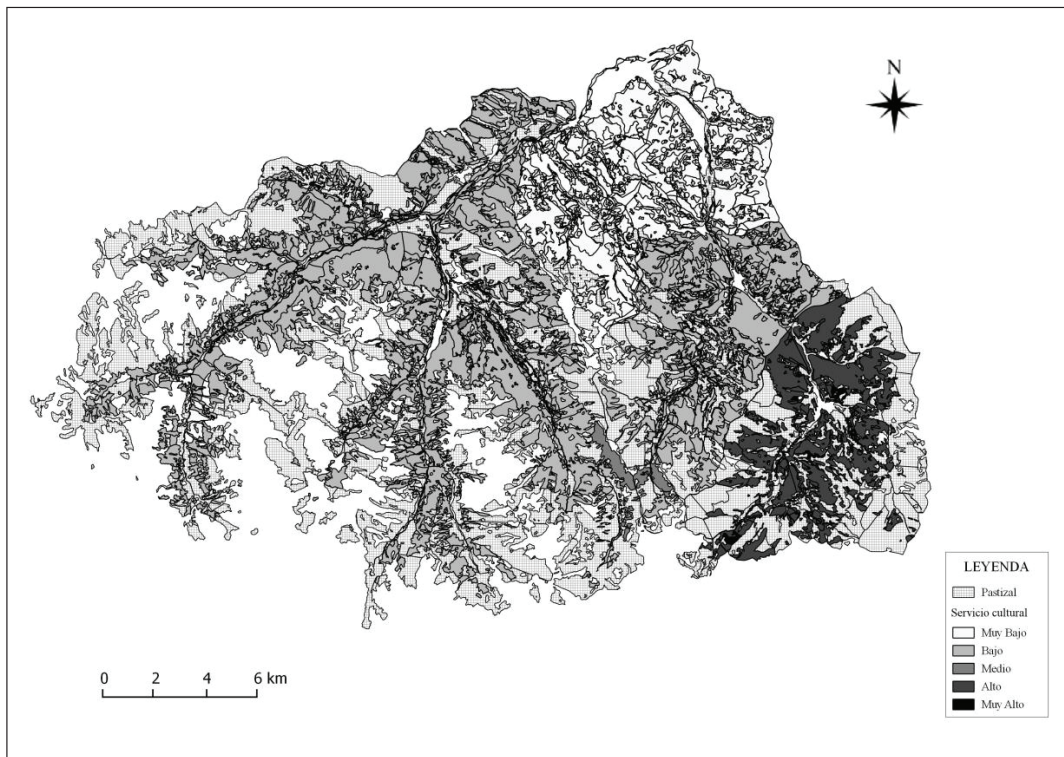 N
LEYENDA
Pastizal
Servicio cultural
Muy Bajo
Bajo
Medio
Alto
Muy Alto
0 2 4 6 km